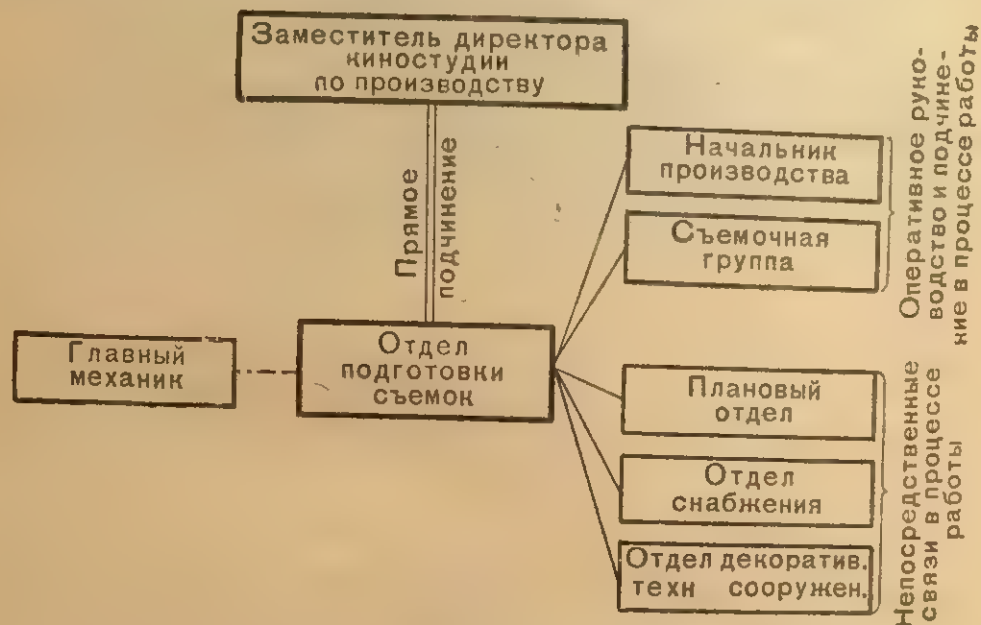 Заместитель директора
киностудии
по производству
Прямое
подчинение
Начальник
производства
Съемочная
группа
Оперативное руко-
водство и подчине-
ние в процессе работы
Главный
механик
Отдел
подготовки
съемок
Плановый
отдел
Отдел
снабжения
Отдел декоратив.
техн сооружен.
Непосредственные
связи в процессе
работы